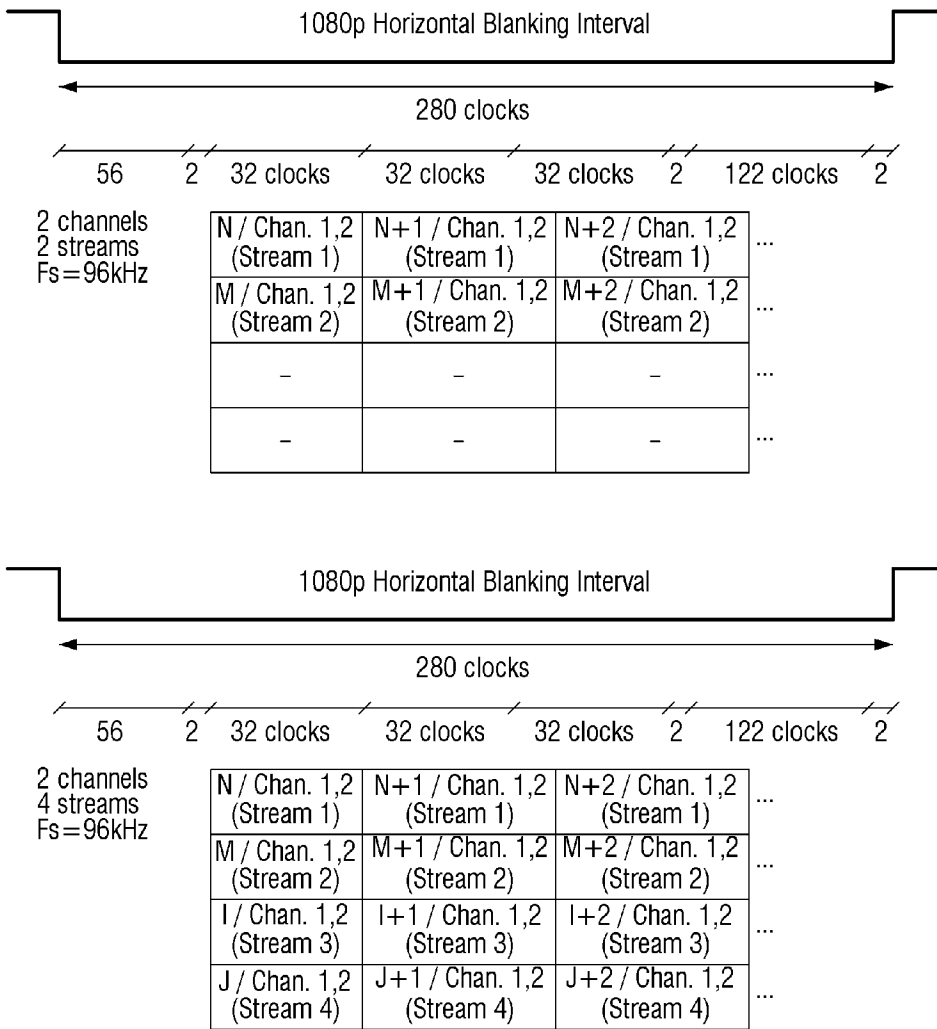 1080p Horizontal Blanking Interval
280 clocks
56 2 32 clocks 32 clocks 32 clocks 2 122 clocks 2
2 channels
2 streams
Fs=96kHz
N / Chan. 1,2 N+1 / Chan. 1,2 N+2 / Chan. 1,2 ...
(Stream 1) (Stream 1) (Stream 1)
M / Chan. 1,2 M+1 / Chan. 1,2 M+2 / Chan. 1,2 ...
(Stream 2) (Stream 2) (Stream 2)
– – – ...
– – – ...
1080p Horizontal Blanking Interval
280 clocks
56 2 32 clocks 32 clocks 32 clocks 2 122 clocks 2
2 channels
4 streams
Fs=96kHz
N / Chan. 1,2 N+1 / Chan. 1,2 N+2 / Chan. 1,2 ...
(Stream 1) (Stream 1) (Stream 1)
M / Chan. 1,2 M+1 / Chan. 1,2 M+2 / Chan. 1,2 ...
(Stream 2) (Stream 2) (Stream 2)
I / Chan. 1,2 I+1 / Chan. 1,2 I+2 / Chan. 1,2 ...
(Stream 3) (Stream 3) (Stream 3)
J / Chan. 1,2 J+1 / Chan. 1,2 J+2 / Chan. 1,2 ...
(Stream 4) (Stream 4) (Stream 4)